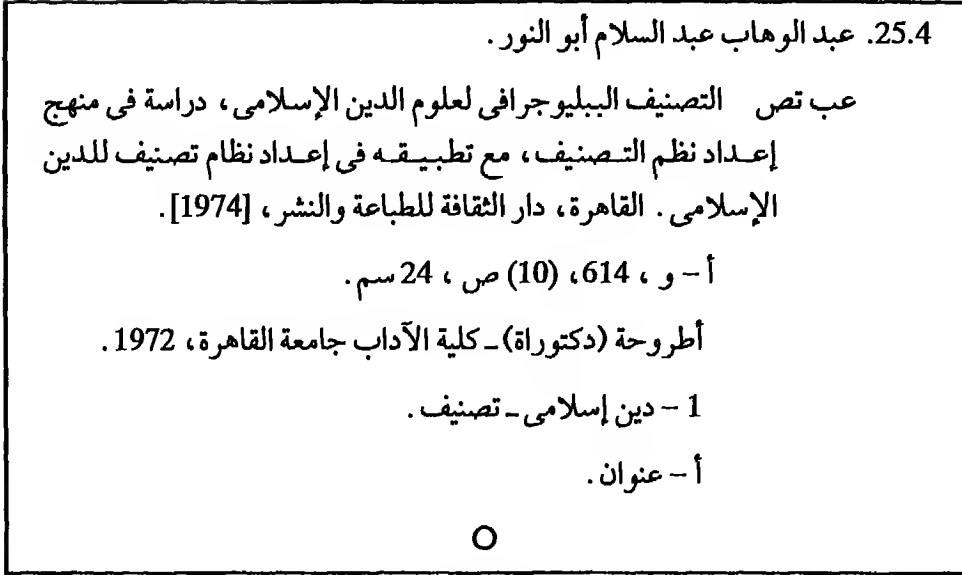 25.4. عبد الوهاب عبد السلام أبو النور.
عب تص التصنيف الببليوجرافى لعلوم الدين الإسلامى، دراسة فى منهج
إعداد نظم التصنيف، مع تطبيقه فى إعداد نظام تصنيف للدين
الإسلامى. القاهرة، دار الثقافة للطباعة والنشر، [1974].
أ – و ، 614، (10) ص ، 24 سم.
أطروحة (دكتوراة) ـ كلية الآداب جامعة القاهرة، 1972.
1 – دين إسلامى ـ تصنيف.
أ – عنوان.